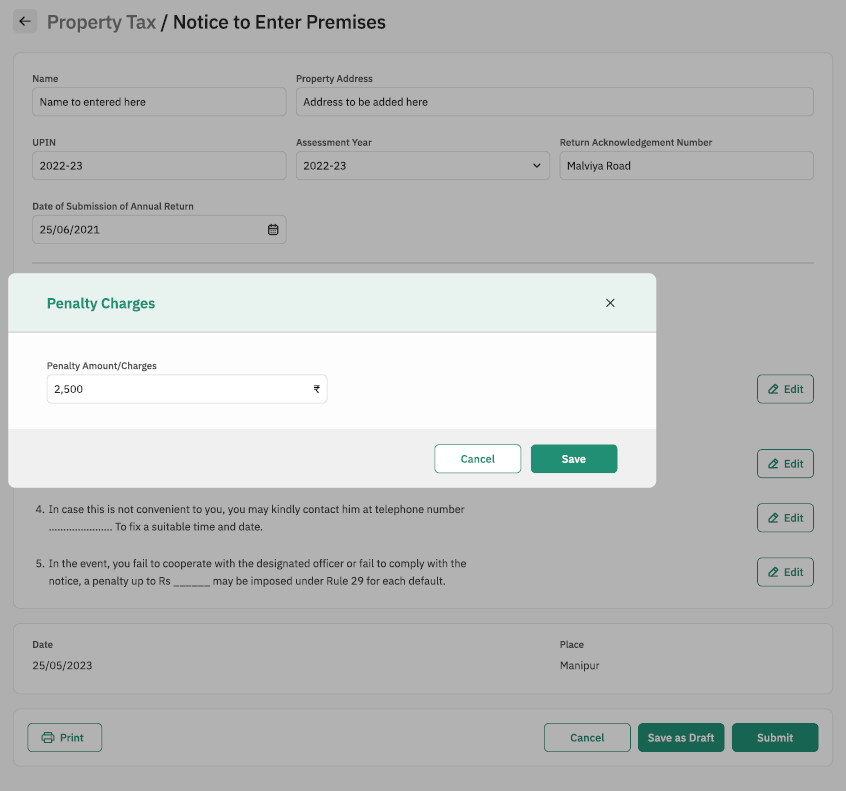 Property Tax / Notice to Enter Premises
Name
Property Address
Name to entered here
Address to be added here
UPIN
Assessment Year
Return Acknowledgement Number
2022-23
2022-23
Malviya Road
Date of Submission of Annual Return
25/06/2021
Penalty Charges
Penalty Amount/Charges
2,500
₹
Edit
Cancel
Save
Edit
4. In case this is not convenient to you, you may kindly contact him at telephone number
...................... To fix a suitable time and date.
Edit
5. In the event, you fail to cooperate with the designated officer or fail to comply with the
notice, a penalty up to Rs ______ may be imposed under Rule 29 for each default.
Edit
Date
Place
25/05/2023
Manipur
Print
Cancel
Save as Draft
Submit